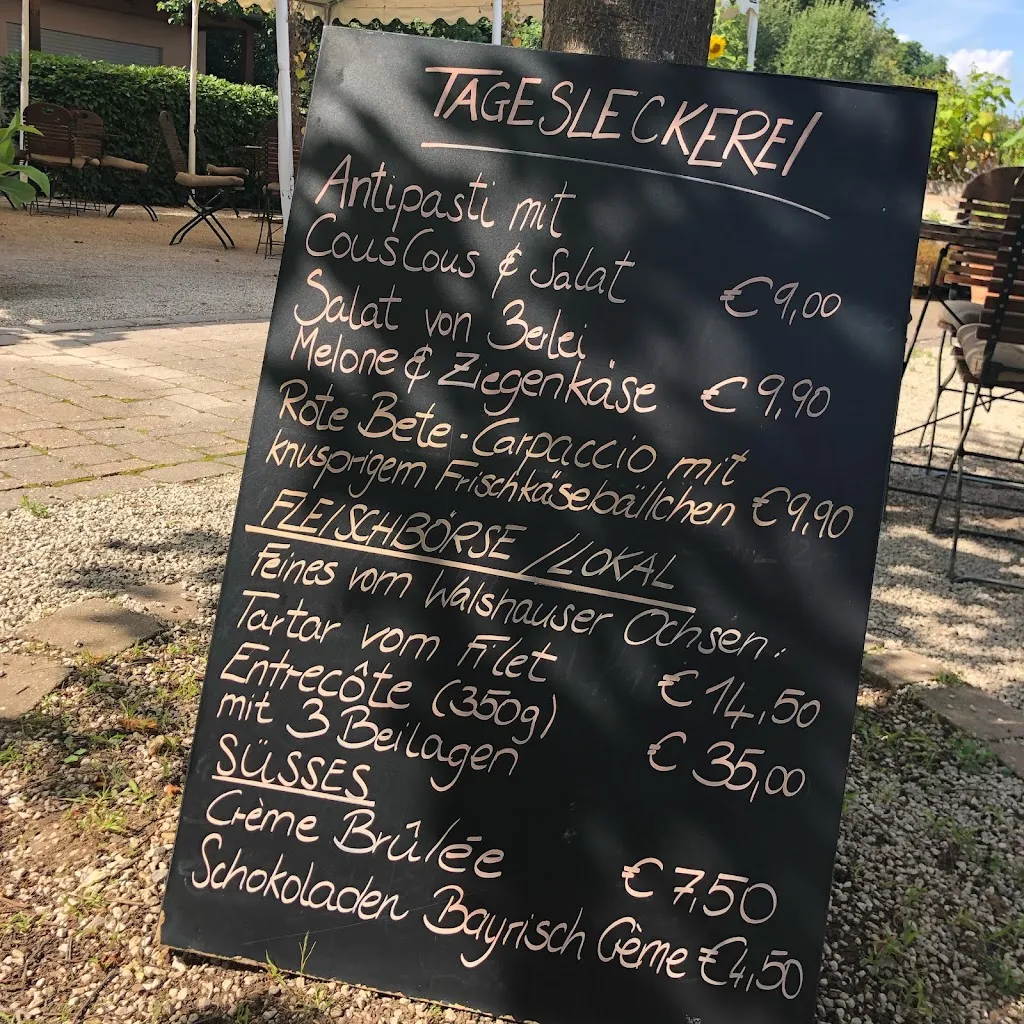 TAGESLECKEREI
Antipasti mit
CousCous & Salat € 9,00
Salat von 3erlei
Melone & Ziegenkäse € 9,90
Rote Bete-Carpaccio mit
knusprigem Frischkäsebällchen € 9,90
FLEISCHBÖRSE /LOKAL
Feines vom Walshauser Ochsen:
Tartar vom Filet € 14,50
Entrecôte (350g)
mit 3 Beilagen € 35,00
SÜSSES
Crème Brûlée € 7,50
Schokoladen Bayrisch Crème € 4,50